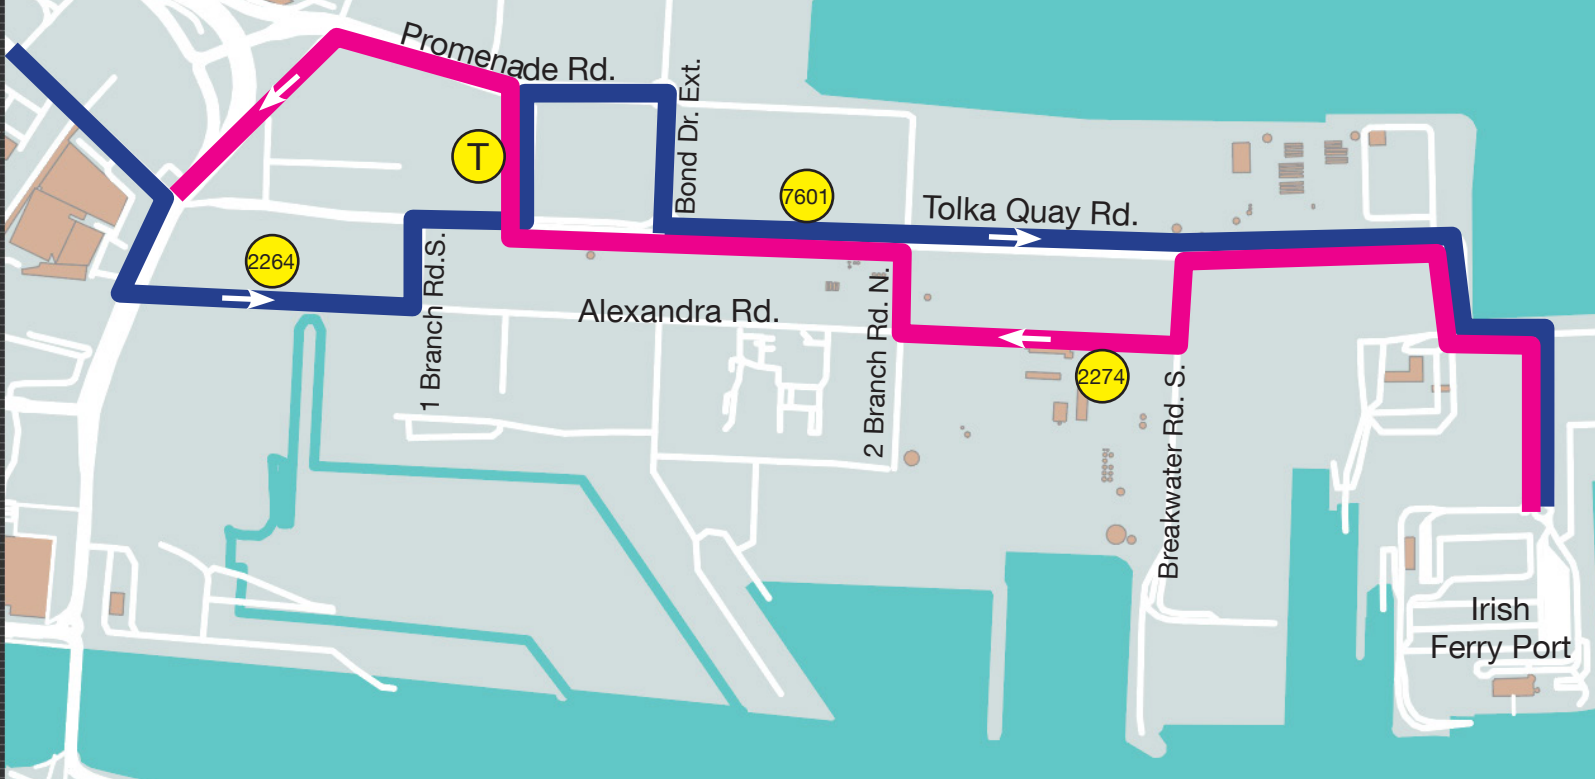 Promenade Rd.
Bond Dr. Ext.
T
7601
Tolka Quay Rd.
2264
1 Branch Rd.S.
Alexandra Rd.
2 Branch Rd. N.
2274
Breakwater Rd. S.
Irish
Ferry Port